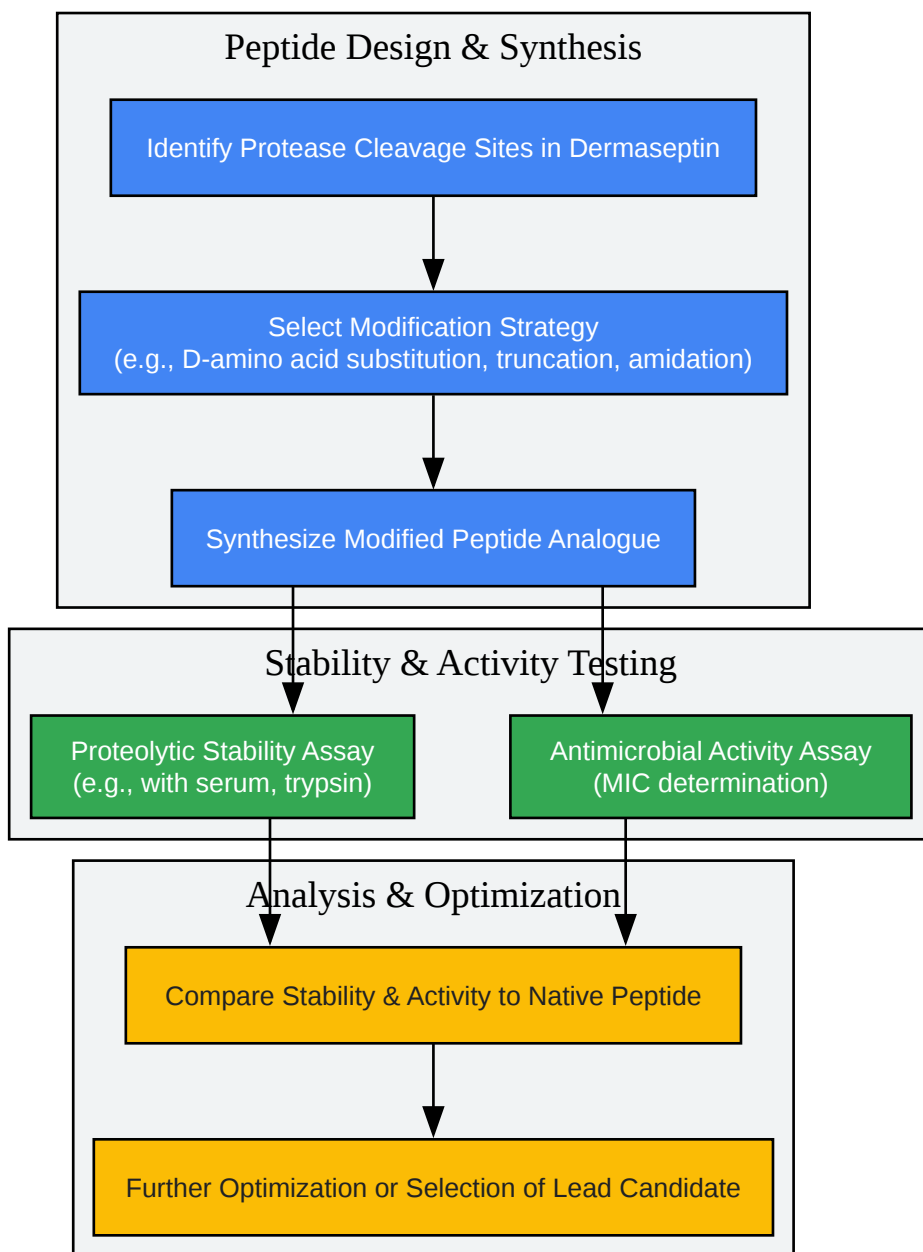 Peptide Design & Synthesis
Identify Protease Cleavage Sites in Dermaseptin
Select Modification Strategy
(e.g., D-amino acid substitution, truncation, amidation)
Synthesize Modified Peptide Analogue
Stability & Activity Testing
Proteolytic Stability Assay
(e.g., with serum, trypsin)
Antimicrobial Activity Assay
(MIC determination)
Analysis & Optimization
Compare Stability & Activity to Native Peptide
Further Optimization or Selection of Lead Candidate